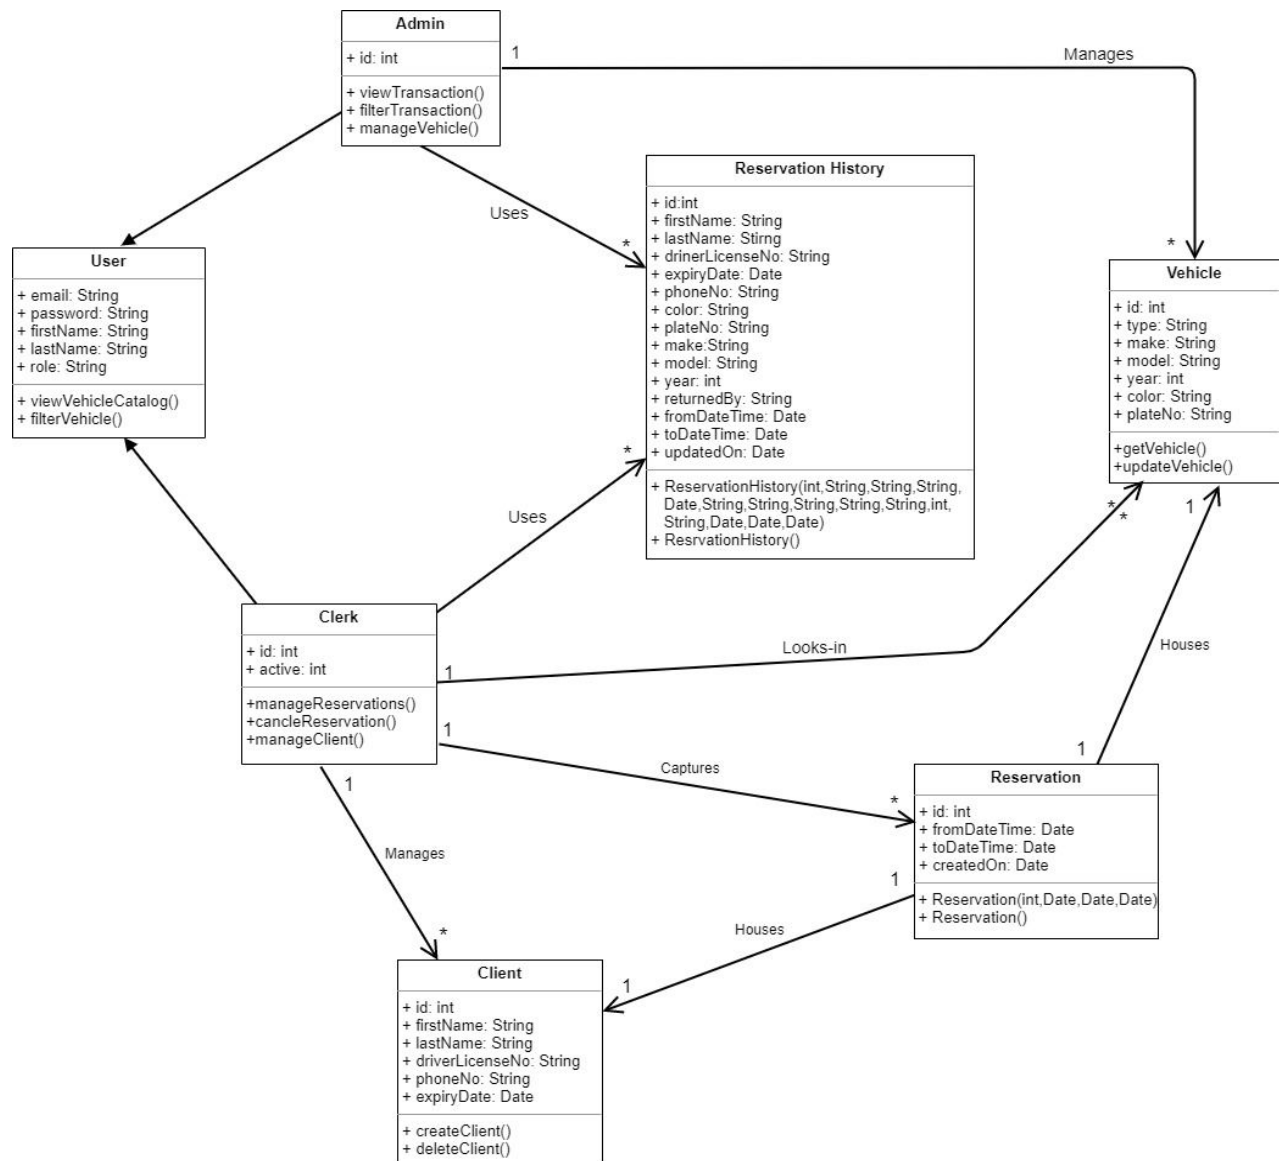 Admin
+ id: int
+ viewTransaction()
+ filterTransaction()
+ manageVehicle()
1
Manages
*
Uses
*
Reservation History
+ id:int
+ firstName: String
+ lastName: Stirng
+ drinerLicenseNo: String
+ expiryDate: Date
+ phoneNo: String
+ color: String
+ plateNo: String
+ make:String
+ model: String
+ year: int
+ returnedBy: String
+ fromDateTime: Date
+ toDateTime: Date
+ updatedOn: Date
+ ReservationHistory(int,String,String,String,
Date,String,String,String,String,String,int,
String,Date,Date,Date)
+ ResrvationHistory()
User
+ email: String
+ password: String
+ firstName: String
+ lastName: String
+ role: String
+ viewVehicleCatalog()
+ filterVehicle()
Vehicle
+ id: int
+ type: String
+ make: String
+ model: String
+ year: int
+ color: String
+ plateNo: String
+getVehicle()
+updateVehicle()
*
Uses
*
*
1
Houses
1
Clerk
+ id: int
+ active: int
+manageReservations()
+cancleReservation()
+manageClient()
1
Looks-in
1
Captures
*
1
Manages
*
Reservation
+ id: int
+ fromDateTime: Date
+ toDateTime: Date
+ createdOn: Date
+ Reservation(int,Date,Date,Date)
+ Reservation()
1
Houses
1
Client
+ id: int
+ firstName: String
+ lastName: String
+ driverLicenseNo: String
+ phoneNo: String
+ expiryDate: Date
+ createClient()
+ deleteClient()